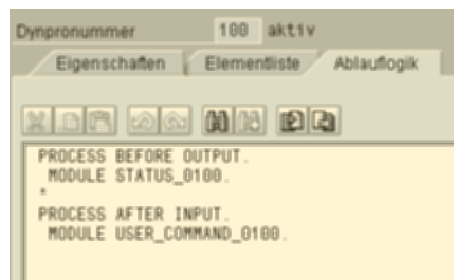 Dynpronummer 100 aktiv
Eigenschaften Elementliste Ablauflogik
PROCESS BEFORE OUTPUT.
MODULE STATUS_0100.
*
PROCESS AFTER INPUT.
MODULE USER_COMMAND_0100.